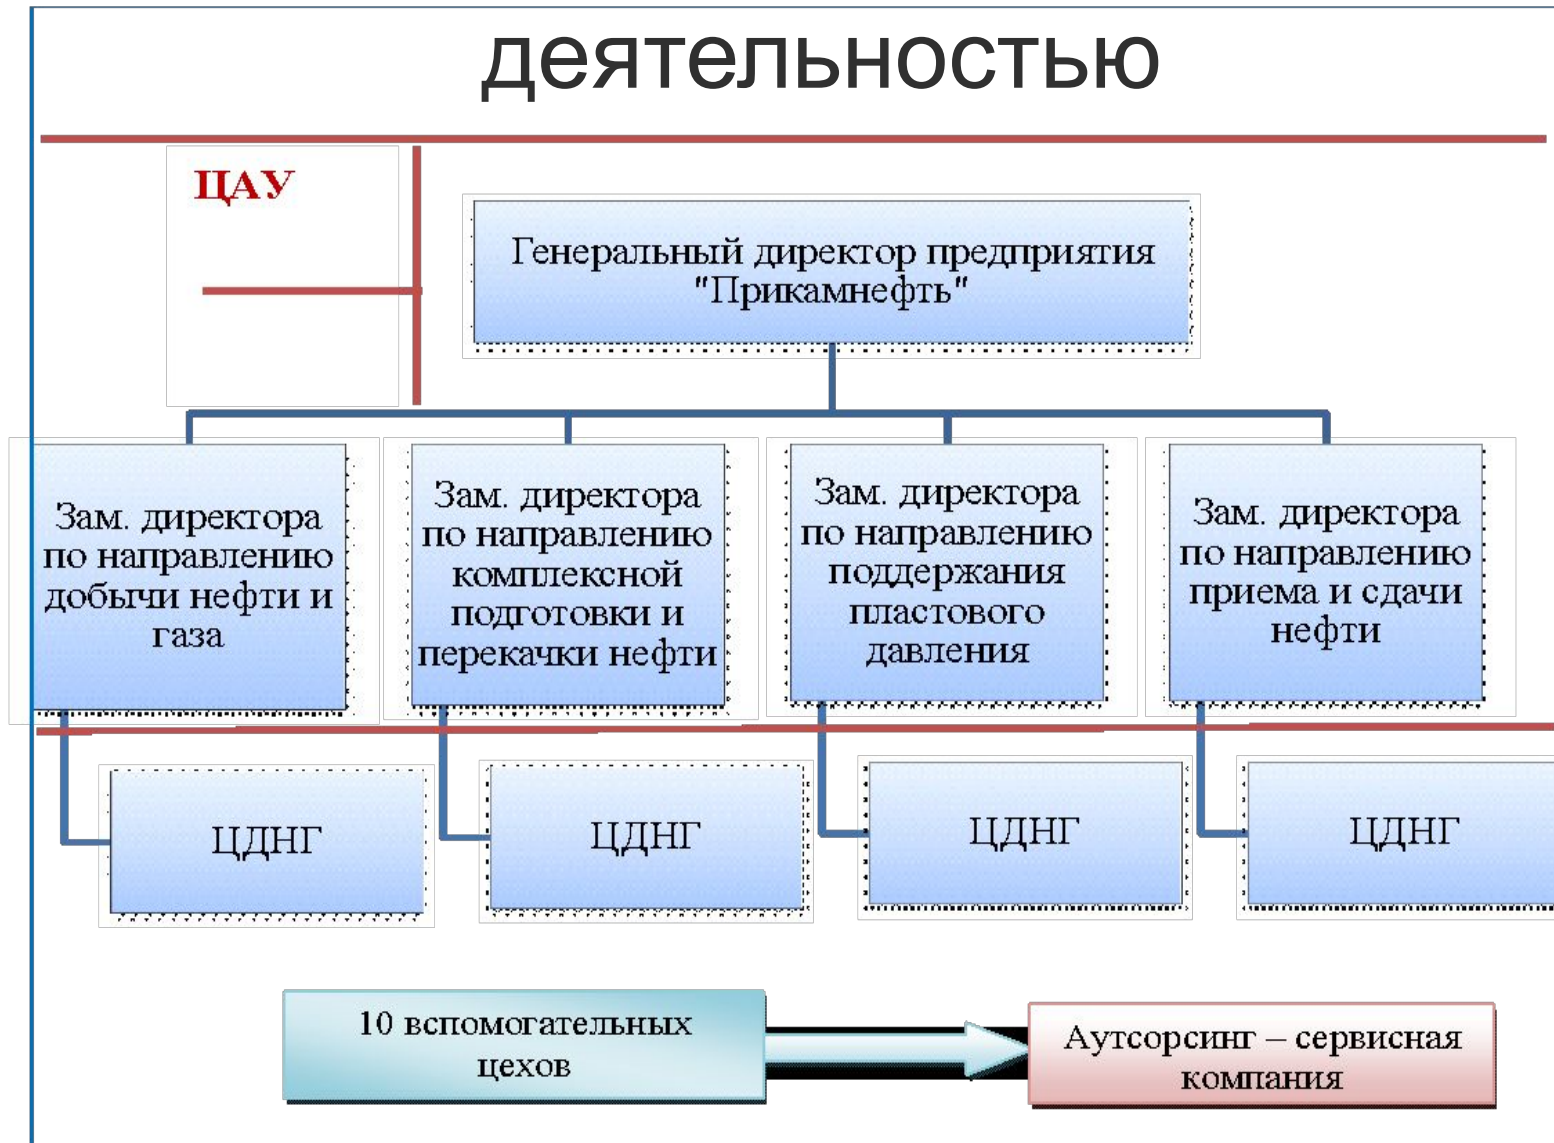 деятельностью
ЦАУ
Генеральный директор предприятия
"Прикамнефть"
Зам. директора
по направлению
добычи нефти и
газа
Зам. директора
по направлению
комплексной
подготовки и
перекачки нефти
Зам. директора
по направлению
поддержания
пластового
давления
Зам. директора
по направлению
приема и сдачи
нефти
ЦДНГ
ЦДНГ
ЦДНГ
ЦДНГ
10 вспомогательных
цехов
Аутсорсинг – сервисная
компания